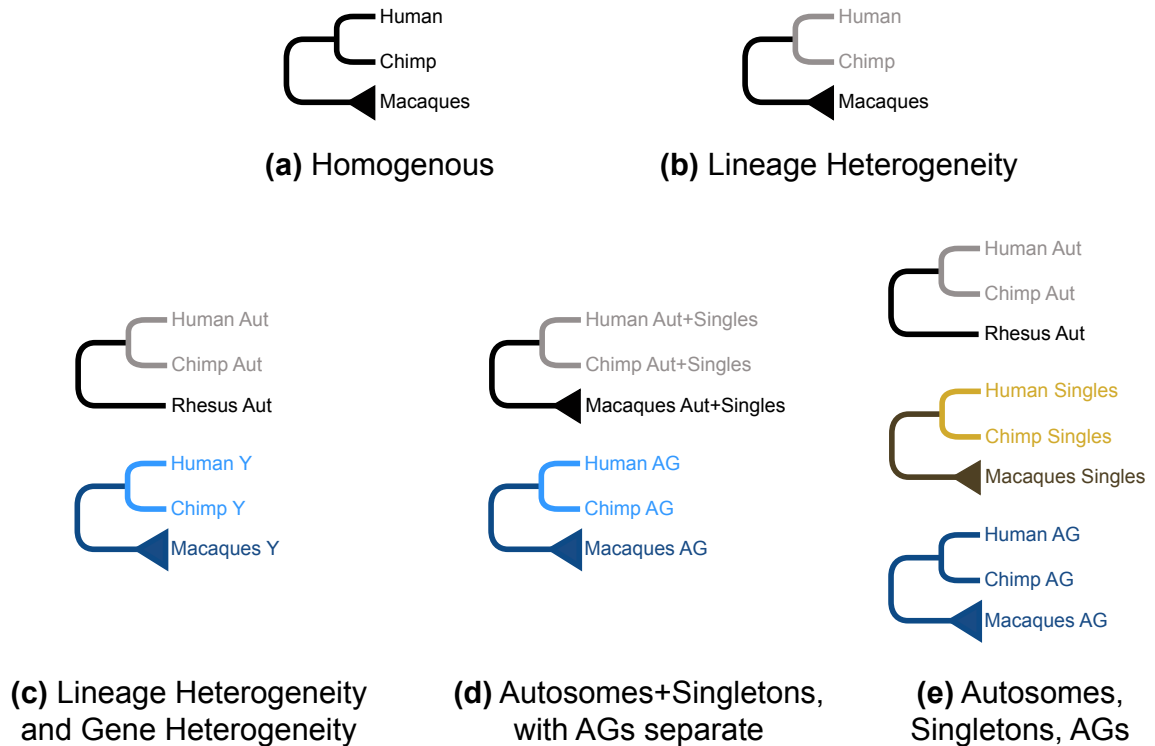 Human
Chimp
Macaques
(a) Homogenous
Human
Chimp
Macaques
(b) Lineage Heterogeneity
Human Aut
Chimp Aut
Rhesus Aut
Human Y
Chimp Y
Macaques Y
(c) Lineage Heterogeneity
and Gene Heterogeneity
Human Aut+Singles
Chimp Aut+Singles
Macaques Aut+Singles
Human AG
Chimp AG
Macaques AG
(d) Autosomes+Singletons,
with AGs separate
Human Aut
Chimp Aut
Rhesus Aut
Human Singles
Chimp Singles
Macaques Singles
Human AG
Chimp AG
Macaques AG
(e) Autosomes,
Singletons, AGs